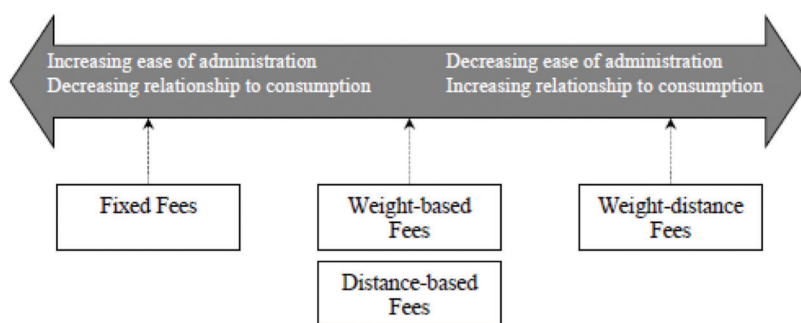 Increasing ease of administration
Decreasing relationship to consumption
Decreasing ease of administration
Increasing relationship to consumption
Fixed Fees
Weight-based
Fees
Weight-distance
Fees
Distance-based
Fees